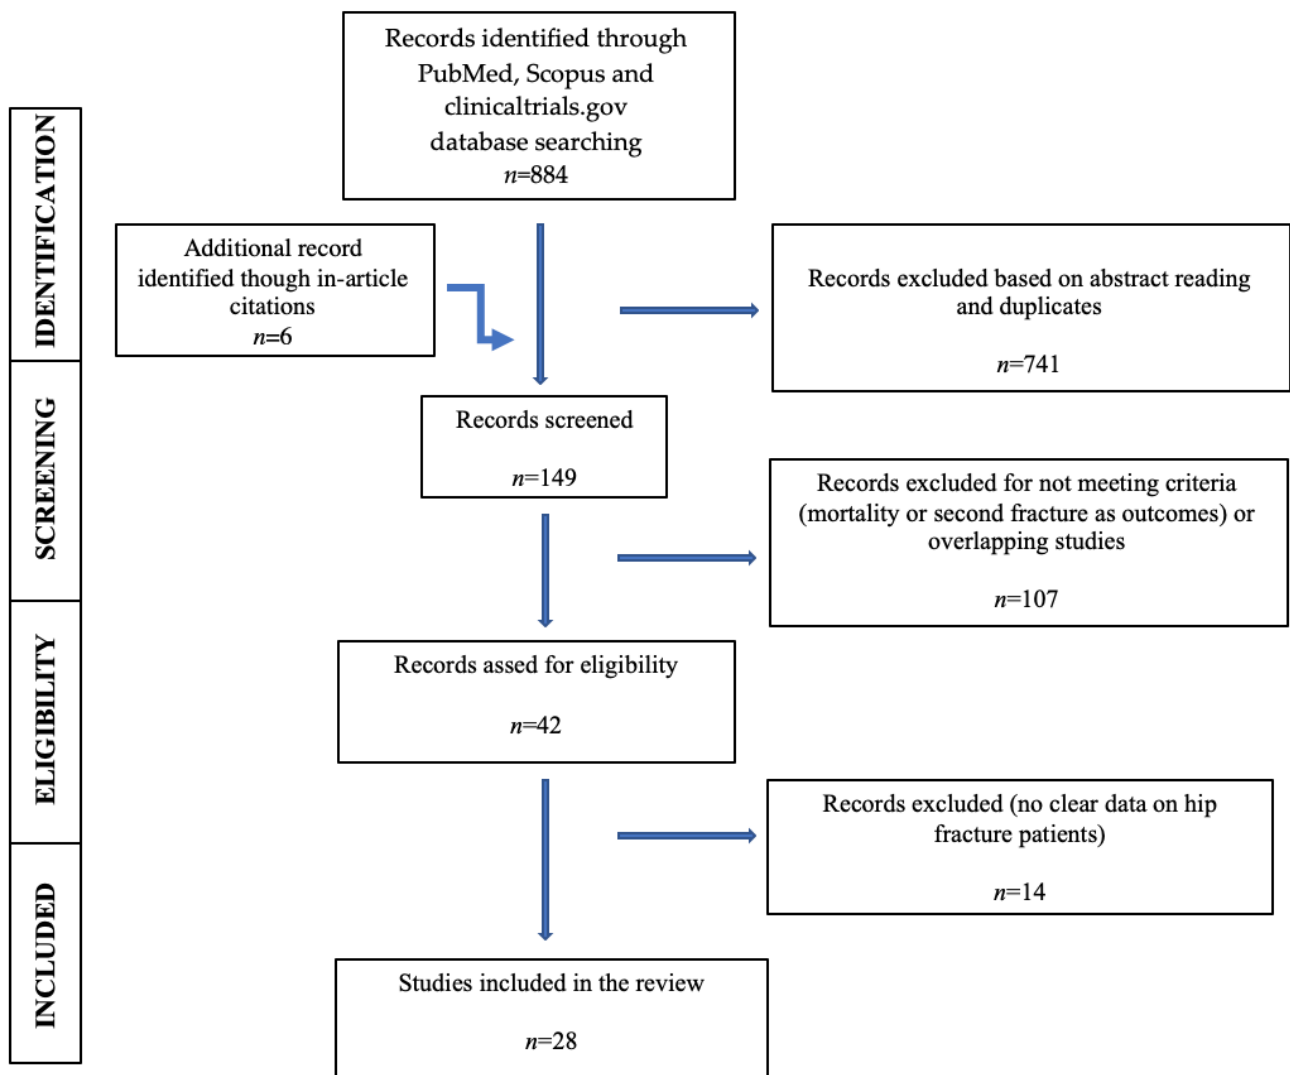 Records identified through
PubMed, Scopus and
clinicaltrials.gov
database searching
n=884
IDENTIFICATION
Additional record
identified though in-article
citations
n=6
Records excluded based on abstract reading
and duplicates
n=741
SCREENING
Records screened
n=149
Records excluded for not meeting criteria
(mortality or second fracture as outcomes) or
overlapping studies
n=107
ELIGIBILITY
Records assed for eligibility
n=42
Records excluded (no clear data on hip
fracture patients)
n=14
INCLUDED
Studies included in the review
n=28